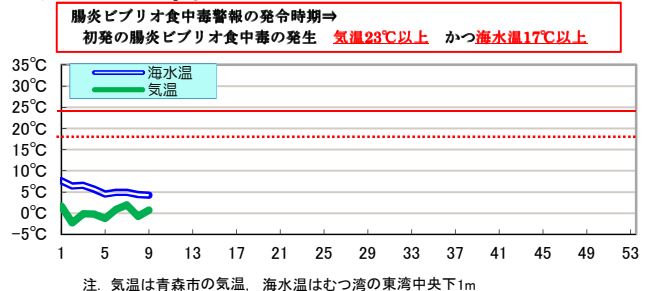 腸炎ビブリオ食中毒警報の発令時期⇒
初発の腸炎ビブリオ食中毒の発生　気温23℃以上　かつ海水温17℃以上
35℃
30℃
25℃
20℃
15℃
10℃
5℃
0℃
−5℃
海水温
気温
1 5 9 13 17 21 25 29 33 37 41 45 49 53
注．気温は青森市の気温，海水温はむつ湾の東湾中央下1m